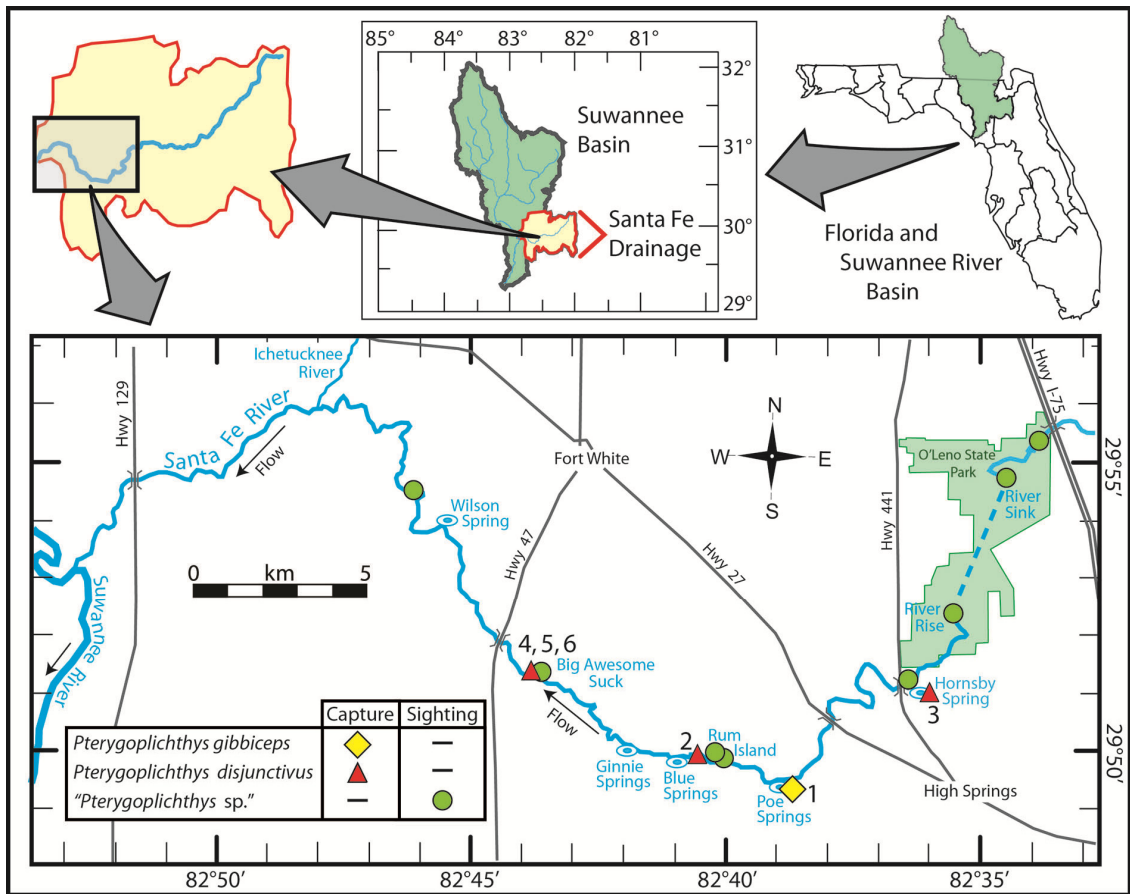 85° 84° 83° 82° 81°
32°
31°
30°
29°
Suwannee
Basin
Santa Fe
Drainage
Florida and
Suwannee River
Basin
Ichetucknee
River
Hwy 129
Santa Fe River
Flow
Fort White
N
W E
S
Hwy I-75
O'Leno State
Park
River
Sink
29°55'
Wilson
Spring
Hwy 47
Hwy 27
Hwy 441
0 km 5
Suwannee River
River
Rise
4, 5, 6
Big Awesome
Suck
Flow
Hornsby
Spring
3
Rum
Island
2
Ginnie
Springs
Blue
Springs
Poe
Springs
1
High Springs
29°50'
Capture Sighting
Pterygoplichthys gibbiceps –
Pterygoplichthys disjunctivus –
"Pterygoplichthys sp." –
82°50' 82°45' 82°40' 82°35'